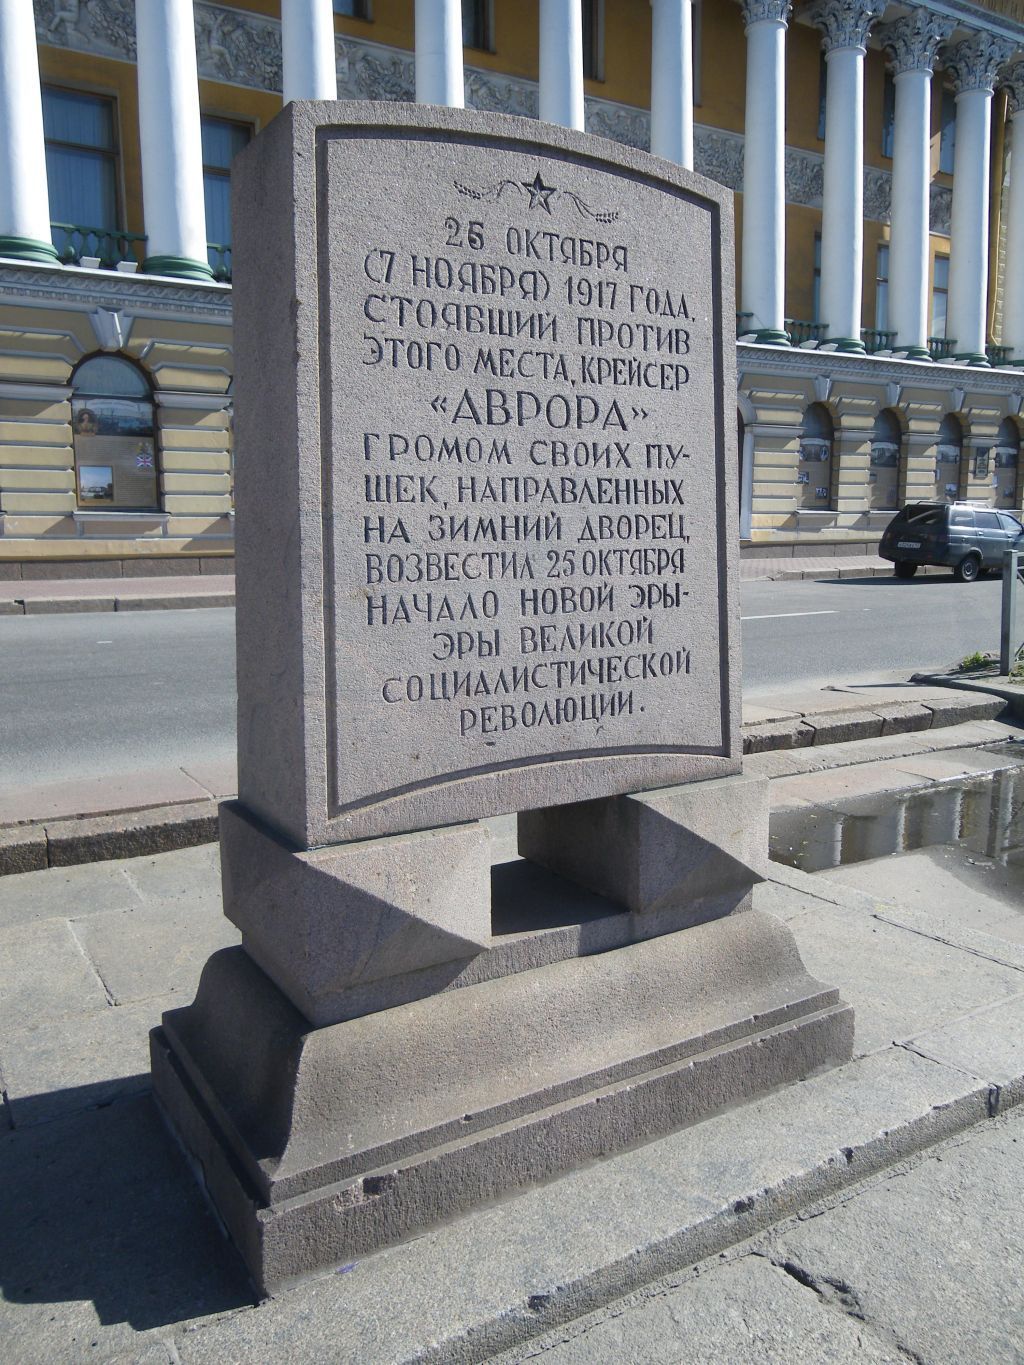 25 ОКТЯБРЯ
(7 НОЯБРЯ) 1917 ГОДА.
СТОЯВШИЙ ПРОТИВ
ЭТОГО МЕСТА, КРЕЙСЕР
«АВРОРА»
ГРОМОМ СВОИХ ПУ-
ШЕК, НАПРАВЛЕННЫХ
НА ЗИМНИЙ ДВОРЕЦ,
ВОЗВЕСТИЛ 25 ОКТЯБРЯ
НАЧАЛО НОВОЙ ЭРЫ-
ЭРЫ ВЕЛИКОЙ
СОЦИАЛИСТИЧЕСКОЙ
РЕВОЛЮЦИИ.